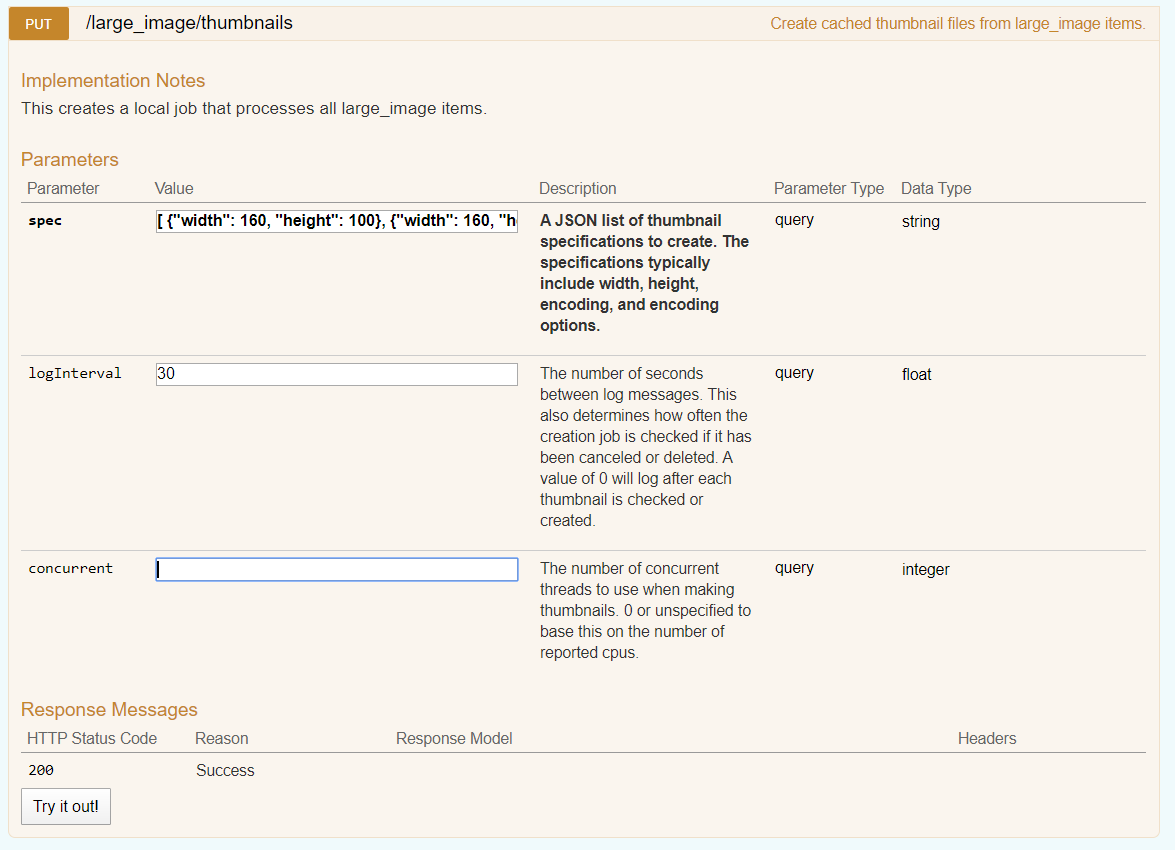 PUT /large_image/thumbnails Create cached thumbnail files from large_image items.
Implementation Notes
This creates a local job that processes all large_image items.
Parameters
Parameter Value Description Parameter Type Data Type
spec [ {"width": 160, "height": 100}, {"width": 160, "h A JSON list of thumbnail query string
specifications to create. The
specifications typically
include width, height,
encoding, and encoding
options.
logInterval 30 The number of seconds query float
between log messages. This
also determines how often the
creation job is checked if it has
been canceled or deleted. A
value of 0 will log after each
thumbnail is checked or
created.
concurrent The number of concurrent query integer
threads to use when making
thumbnails. 0 or unspecified to
base this on the number of
reported cpus.
Response Messages
HTTP Status Code Reason Response Model Headers
200 Success
Try it out!